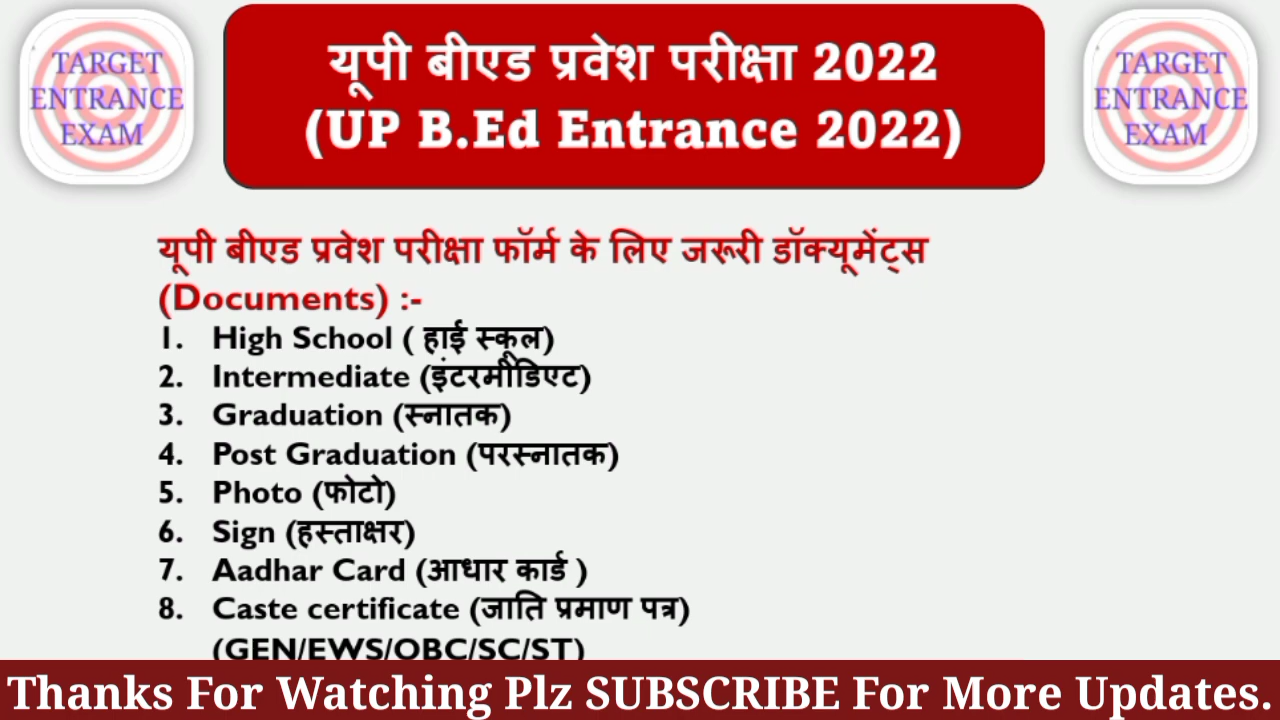 TARGET
ENTRANCE
EXAM
यूपी बीएड प्रवेश परीक्षा 2022
(UP B.Ed Entrance 2022)
TARGET
ENTRANCE
EXAM
यूपी बीएड प्रवेश परीक्षा फॉर्म के लिए जरूरी डॉक्यूमेंट्स
(Documents) :-
1. High School ( हाई स्कूल)
2. Intermediate (इंटरमीडिएट)
3. Graduation (स्नातक)
4. Post Graduation (परस्नातक)
5. Photo (फोटो)
6. Sign (हस्ताक्षर)
7. Aadhar Card (आधार कार्ड )
8. Caste certificate (जाति प्रमाण पत्र)
(GEN/EWS/OBC/SC/ST)
Thanks For Watching Plz SUBSCRIBE For More Updates.